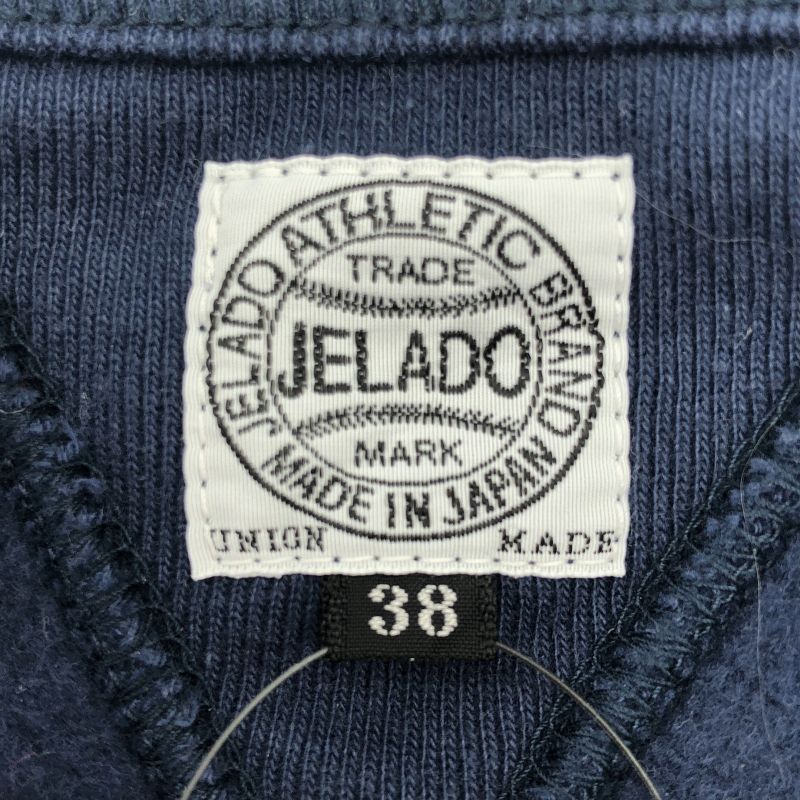 JELADO ATHLETIC BRAND
TRADE
JELADO
MARK
MADE IN JAPAN
UNION MADE
38